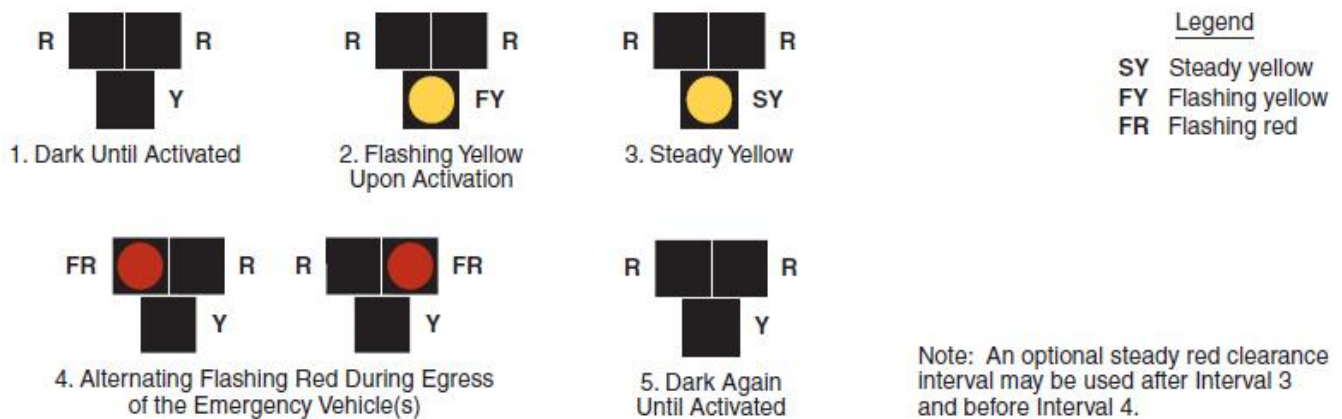 R R
Y
1. Dark Until Activated
R R
FY
2. Flashing Yellow
Upon Activation
R R
SY
3. Steady Yellow
Legend
SY Steady yellow
FY Flashing yellow
FR Flashing red
FR R
Y
R FR
Y
4. Alternating Flashing Red During Egress
of the Emergency Vehicle(s)
R R
Y
5. Dark Again
Until Activated
Note: An optional steady red clearance
interval may be used after Interval 3
and before Interval 4.